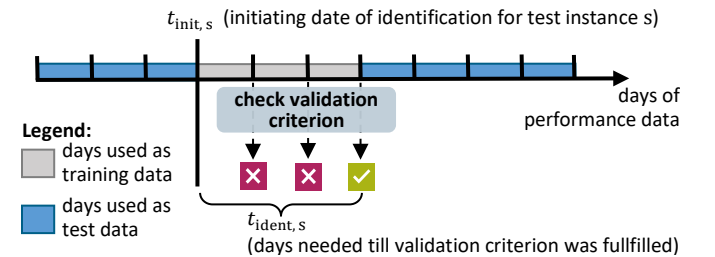 t_init, s (initiating date of identification for test instance s)
check validation
criterion
days of
performance data
Legend:
days used as
training data
days used as
test data
t_ident, s
(days needed till validation criterion was fullfilled)